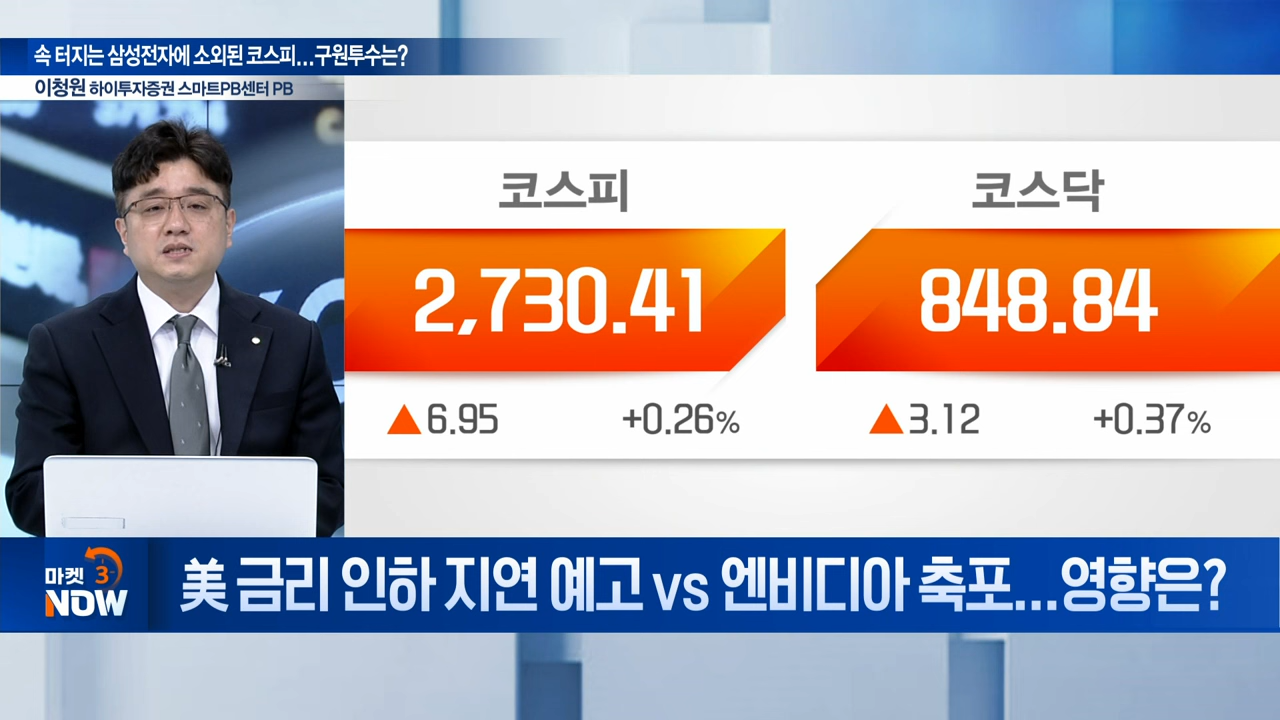 속 터지는 삼성전자에 소외된 코스피...구원투수는?
이청원 하이투자증권 스마트PB센터 PB
코스피
2,730.41
▲6.95 +0.26%
코스닥
848.84
▲3.12 +0.37%
마켓 3
NOW
美 금리 인하 지연 예고 vs 엔비디아 축포...영향은?